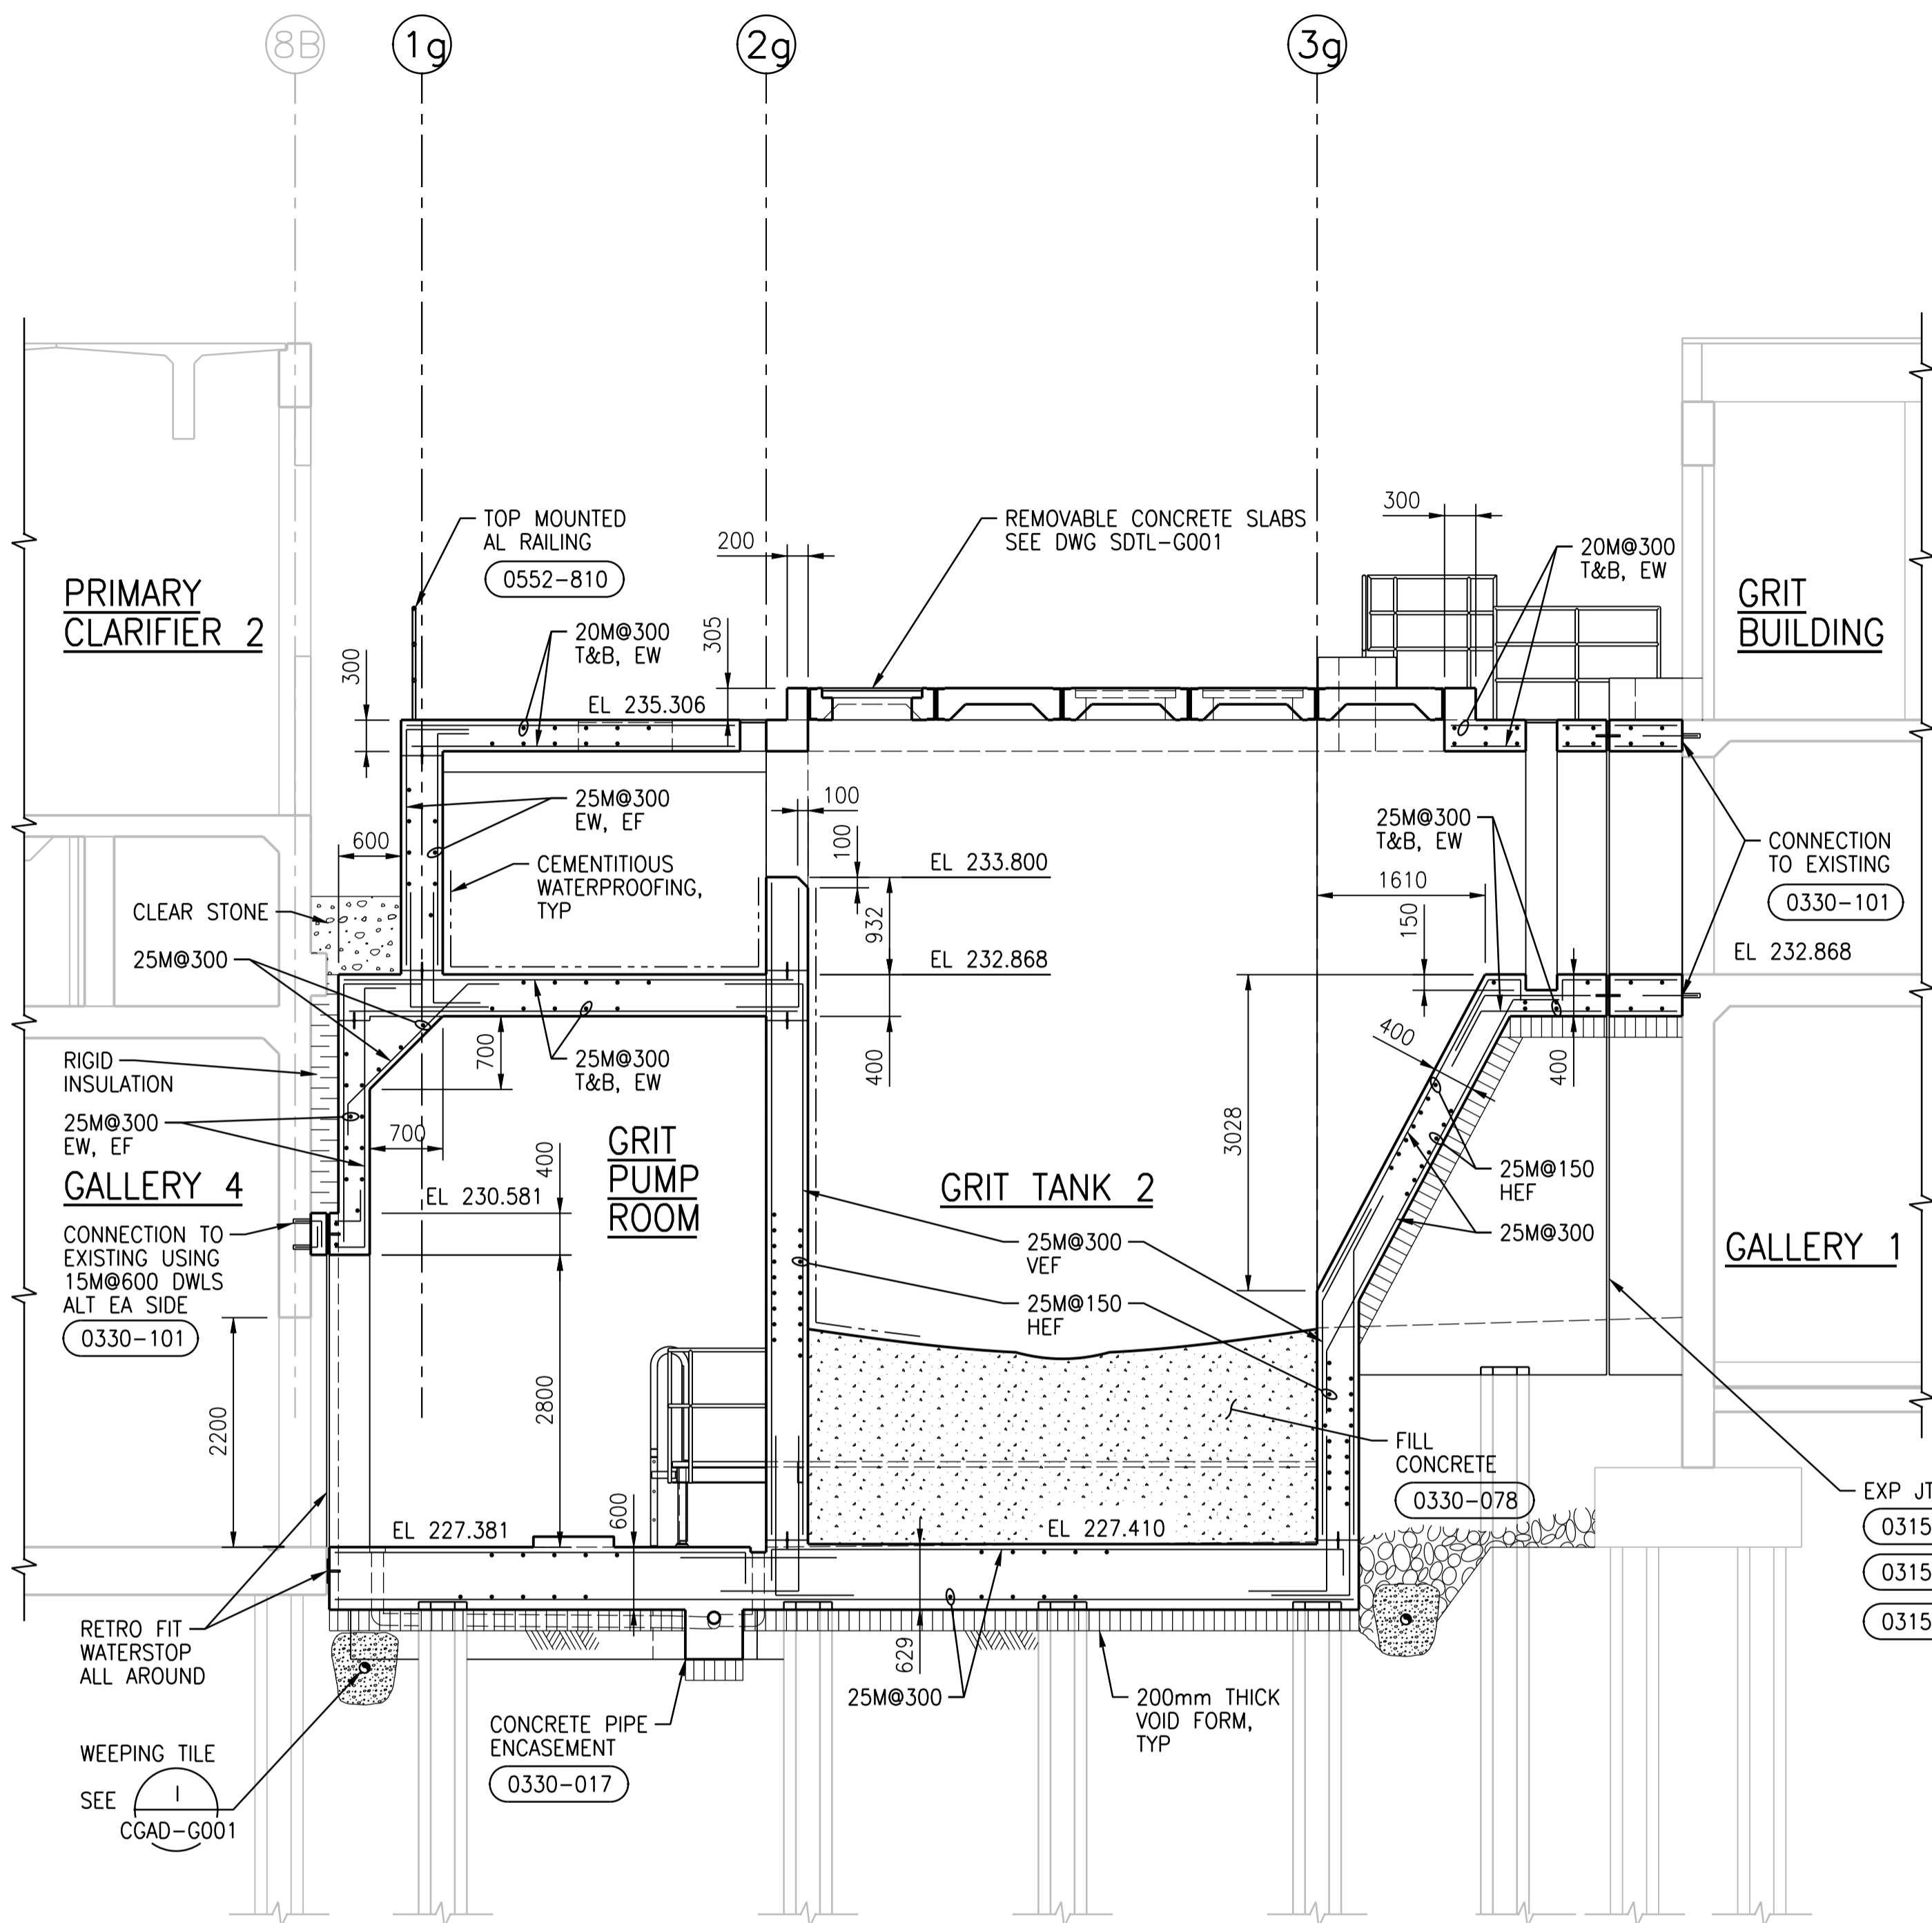 8B
1g
2g
3g
TOP MOUNTED
AL RAILING
0552-810
200
REMOVABLE CONCRETE SLABS
SEE DWG SDTL-G001
300
20M@300
T&B, EW
PRIMARY
CLARIFIER 2
GRIT
BUILDING
20M@300
T&B, EW
305
300
EL 235.306
25M@300
EW, EF
100
100
600
CEMENTITIOUS
WATERPROOFING,
TYP
EL 233.800
932
25M@300
T&B, EW
1610
150
CONNECTION
TO EXISTING
0330-101
CLEAR STONE
25M@300
EL 232.868
EL 232.868
RIGID
INSULATION
700
25M@300
T&B, EW
400
400
400
25M@300
EW, EF
700
GRIT
PUMP
ROOM
3028
25M@150
HEF
GALLERY 4
400
EL 230.581
GRIT TANK 2
25M@300
CONNECTION TO
EXISTING USING
15M@600 DWLS
ALT EA SIDE
0330-101
25M@300
VEF
GALLERY 1
25M@150
HEF
2200
2800
FILL
CONCRETE
0330-078
EXP JT
0315
0315
0315
EL 227.381
600
EL 227.410
RETRO FIT
WATERSTOP
ALL AROUND
629
25M@300
200mm THICK
VOID FORM,
TYP
CONCRETE PIPE
ENCASEMENT
0330-017
WEEPING TILE
SEE
I
CGAD-G001